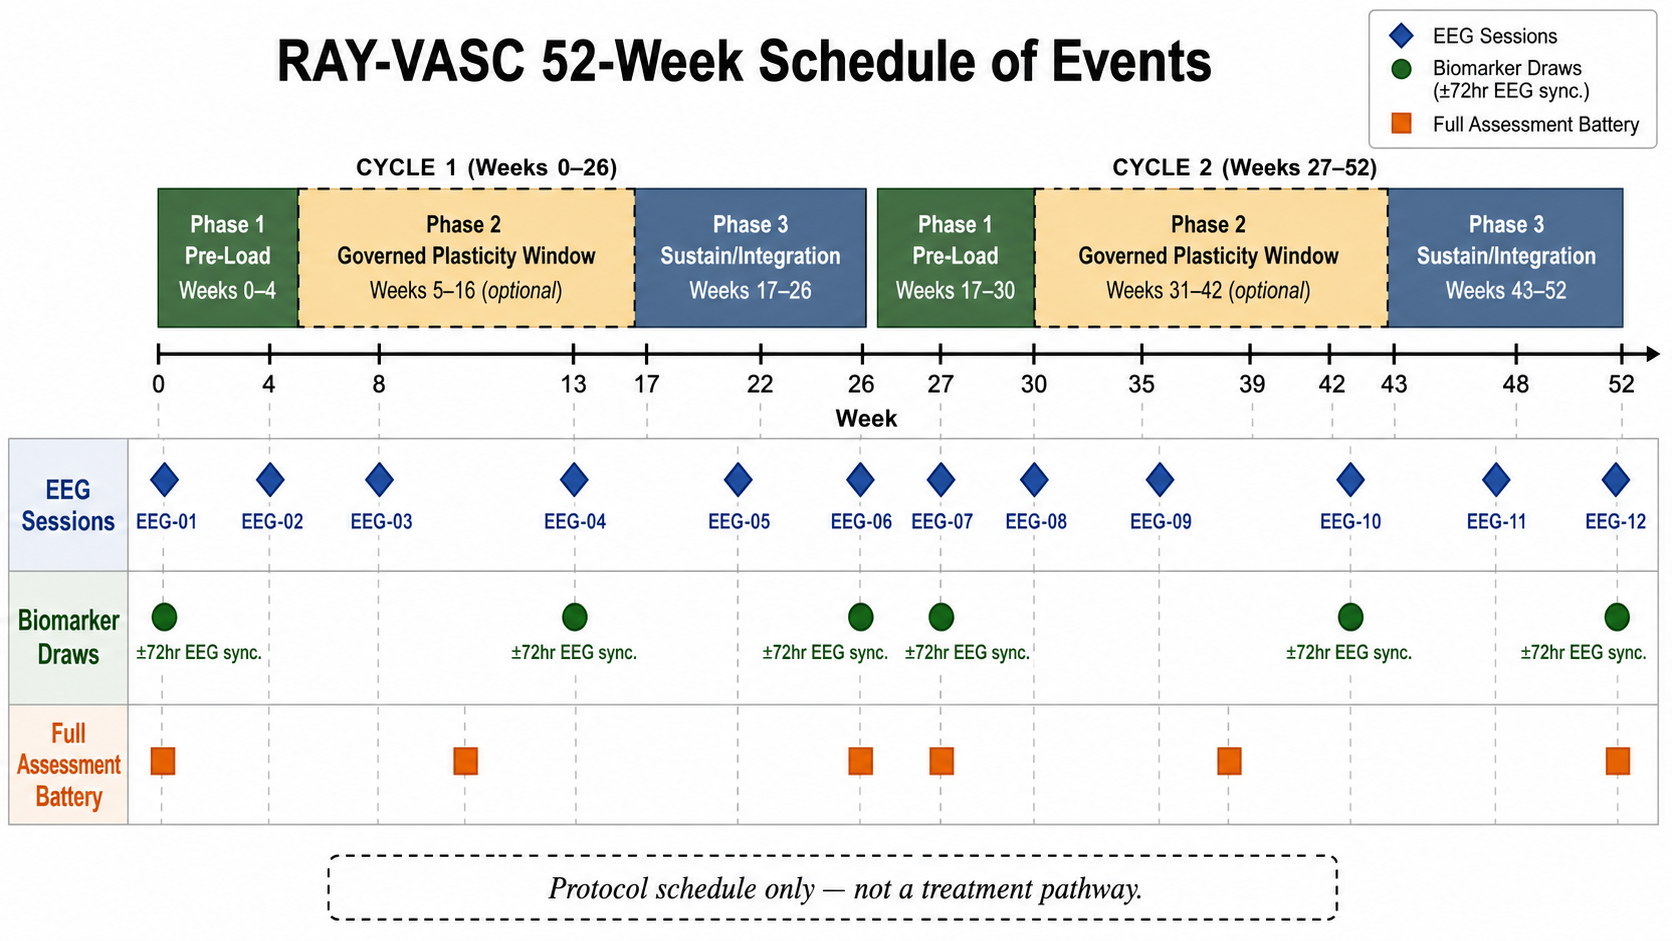 RAY-VASC 52-Week Schedule of Events
EEG Sessions
Biomarker Draws
(±72hr EEG sync.)
Full Assessment Battery
CYCLE 1 (Weeks 0–26)
CYCLE 2 (Weeks 27–52)
Phase 1
Pre-Load
Weeks 0–4
Phase 2
Governed Plasticity Window
Weeks 5–16 (optional)
Phase 3
Sustain/Integration
Weeks 17–26
Phase 1
Pre-Load
Weeks 17–30
Phase 2
Governed Plasticity Window
Weeks 31–42 (optional)
Phase 3
Sustain/Integration
Weeks 43–52
0 4 8 13 17 22 26 27 30 35 39 42 43 48 52
Week
EEG
Sessions
EEG-01 EEG-02 EEG-03 EEG-04 EEG-05 EEG-06 EEG-07 EEG-08 EEG-09 EEG-10 EEG-11 EEG-12
Biomarker
Draws
±72hr EEG sync. ±72hr EEG sync. ±72hr EEG sync. ±72hr EEG sync. ±72hr EEG sync. ±72hr EEG sync.
Full
Assessment
Battery
Protocol schedule only — not a treatment pathway.